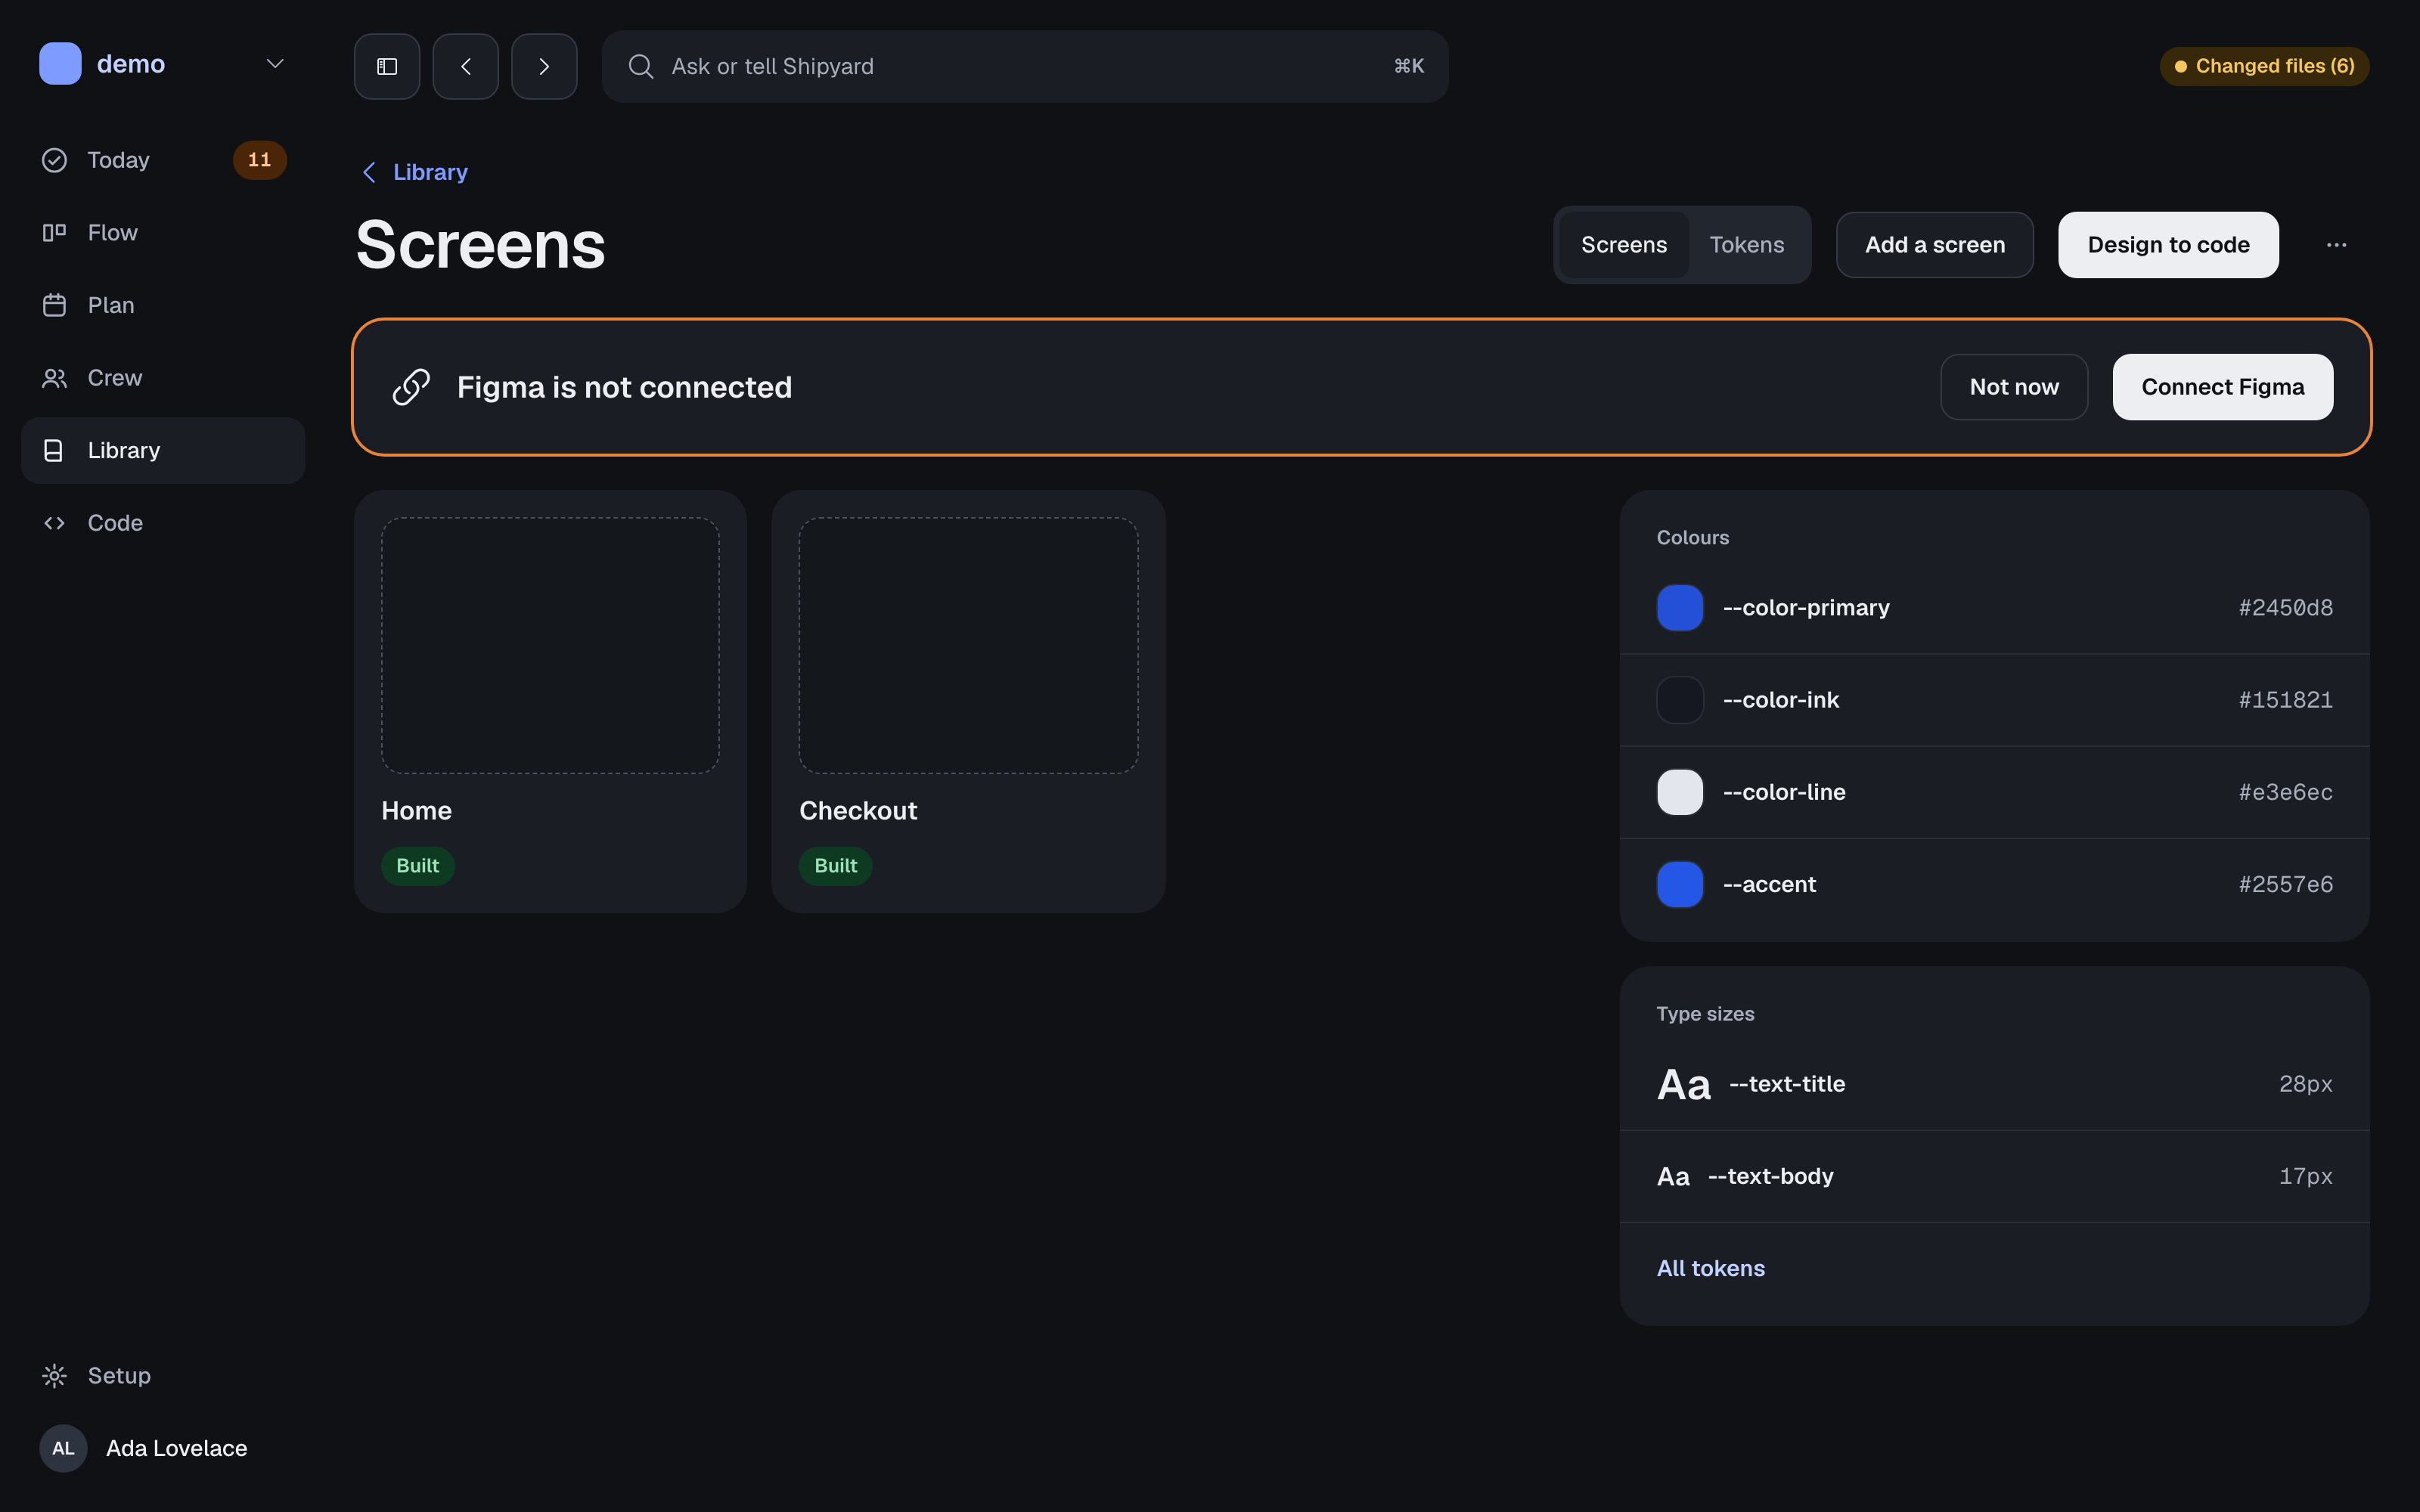 demo
Ask or tell Shipyard
⌘K
Changed files (6)
Today
11
Flow
Plan
Crew
Library
Code
Setup
AL
Ada Lovelace
Library
Screens
Screens
Tokens
Add a screen
Design to code
Figma is not connected
Not now
Connect Figma
Home
Built
Checkout
Built
Colours
--color-primary
#2450d8
--color-ink
#151821
--color-line
#e3e6ec
--accent
#2557e6
Type sizes
Aa
--text-title
28px
Aa
--text-body
17px
All tokens